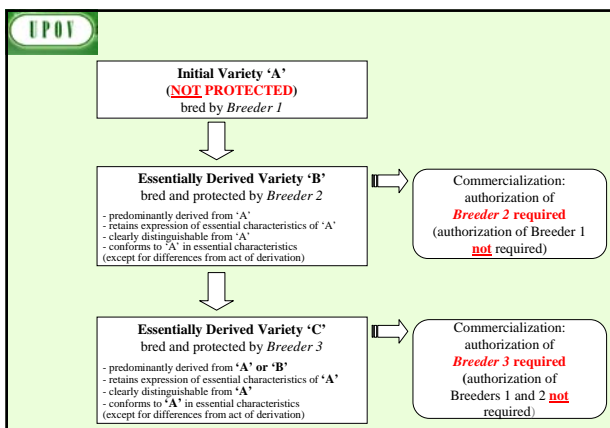 UPOV
Initial Variety ‘A’
(NOT PROTECTED)
bred by Breeder 1
Essentially Derived Variety ‘B’
bred and protected by Breeder 2
- predominantly derived from ‘A’
- retains expression of essential characteristics of ‘A’
- clearly distinguishable from ‘A’
- conforms to ‘A’ in essential characteristics
(except for differences from act of derivation)
Commercialization:
authorization of
Breeder 2 required
(authorization of Breeder 1
not required)
Essentially Derived Variety ‘C’
bred and protected by Breeder 3
- predominantly derived from ‘A’ or ‘B’
- retains expression of essential characteristics of ‘A’
- clearly distinguishable from ‘A’
- conforms to ‘A’ in essential characteristics
(except for differences from act of derivation)
Commercialization:
authorization of
Breeder 3 required
(authorization of
Breeders 1 and 2 not
required)